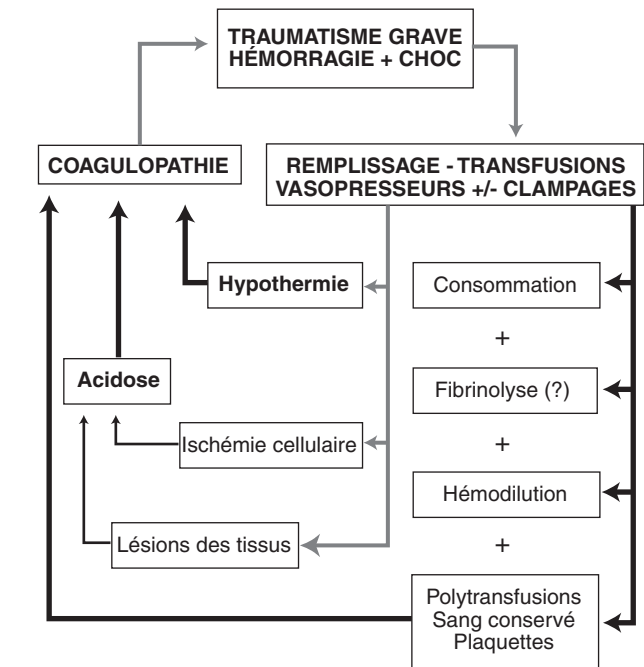 TRAUMATISME GRAVE
HÉMORRAGIE + CHOC
COAGULOPATHIE
REMPLISSAGE - TRANSFUSIONS
VASOPRESSEURS +/- CLAMPAGES
Hypothermie
Consommation
+
Acidose
Fibrinolyse (?)
+
Ischémie cellulaire
Hémodilution
+
Lésions des tissus
Polytransfusions
Sang conservé
Plaquettes